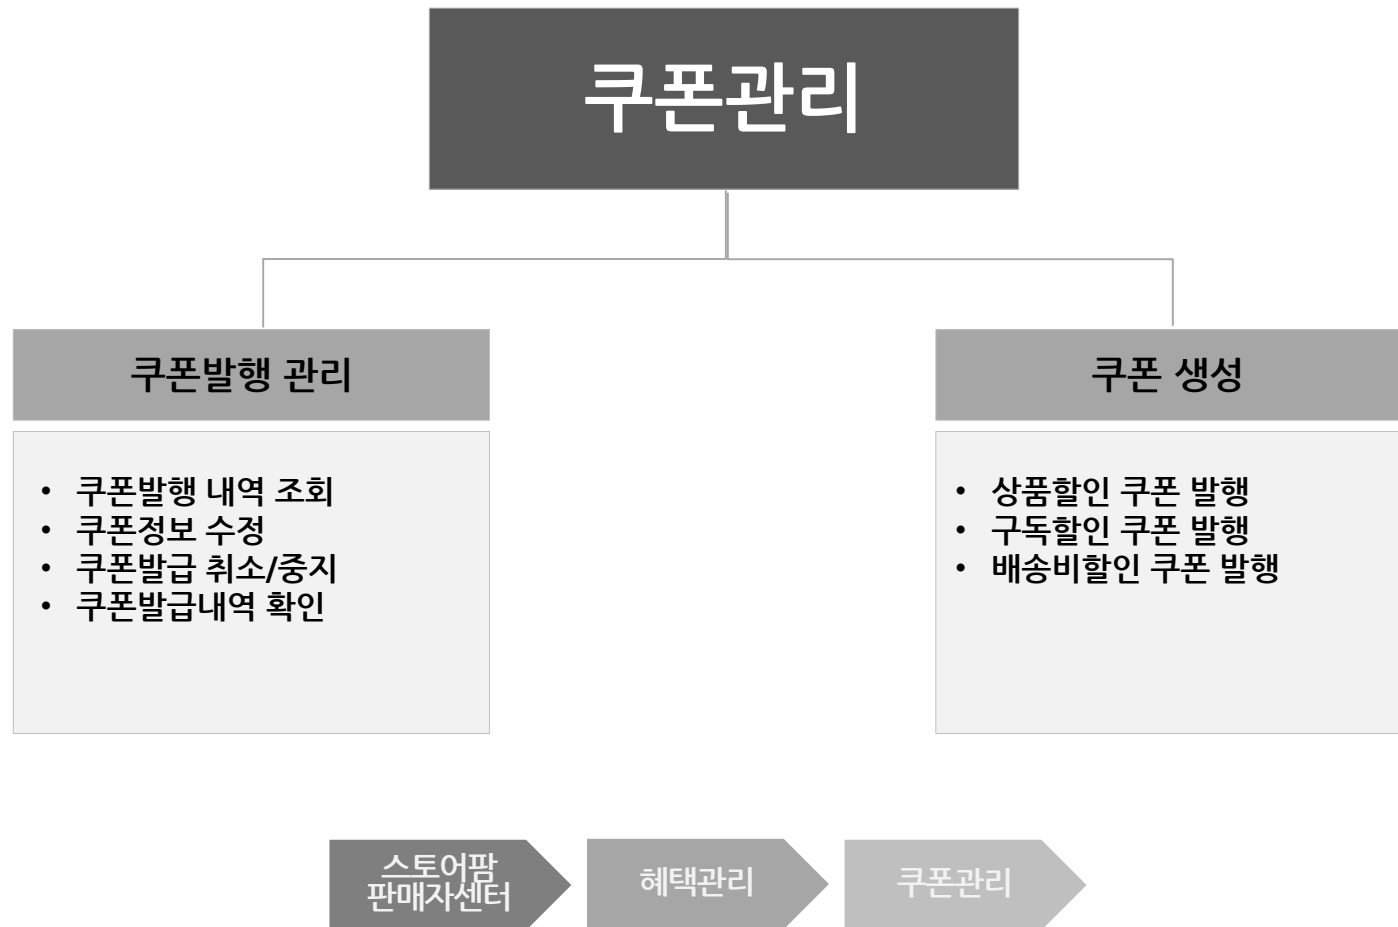 쿠폰관리
쿠폰발행 관리
• 쿠폰발행 내역 조회
• 쿠폰정보 수정
• 쿠폰발급 취소/중지
• 쿠폰발급내역 확인
쿠폰 생성
• 상품할인 쿠폰 발행
• 구독할인 쿠폰 발행
• 배송비할인 쿠폰 발행
스토어팜
판매자센터
혜택관리
쿠폰관리